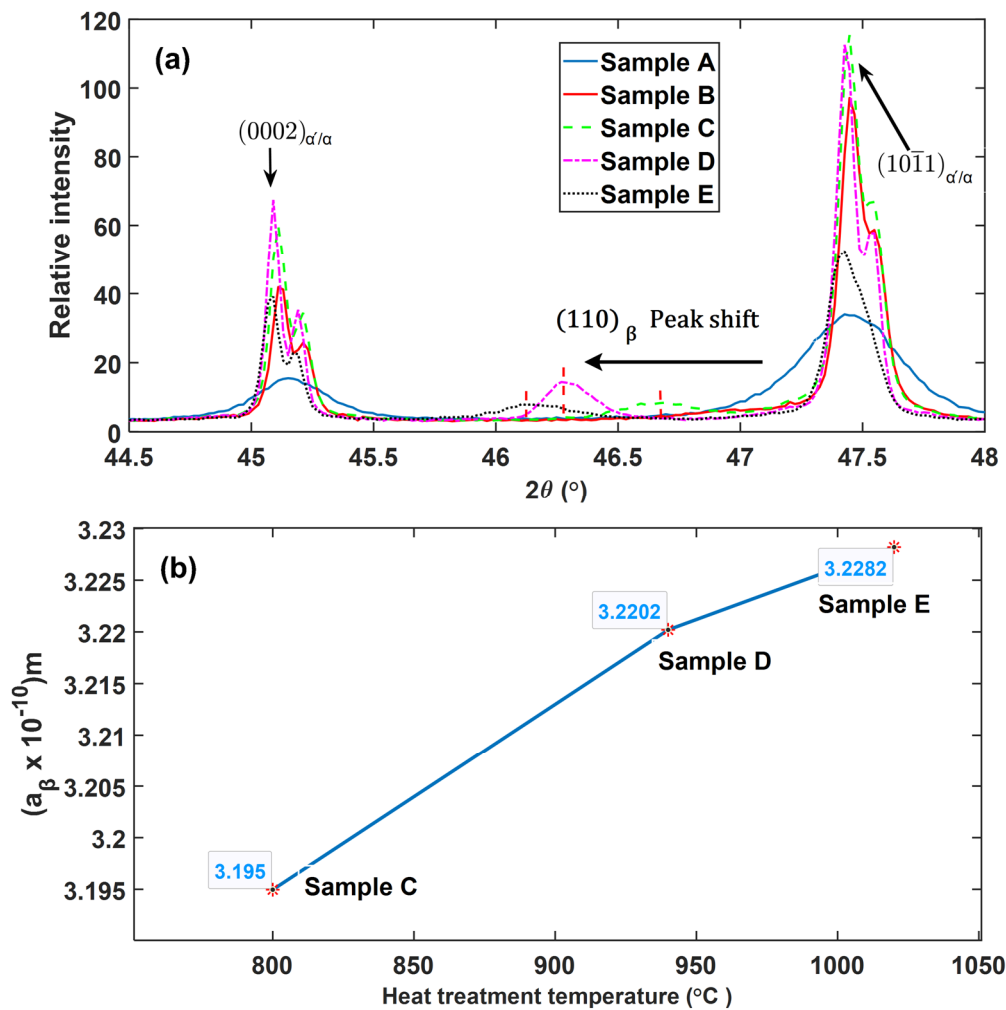 (a)
120
100
80
60
40
20
0
Relative intensity
(0002)α′/α
Sample A
Sample B
Sample C
Sample D
Sample E
(101̄1)α′/α
(110) β Peak shift
44.5 45 45.5 46 46.5 47 47.5 48
2θ (°)
(b)
3.23
3.225
3.22
3.215
3.21
3.205
3.2
3.195
(aβ x 10-10)m
3.2282
Sample E
3.2202
Sample D
3.195
Sample C
800 850 900 950 1000 1050
Heat treatment temperature (°C )